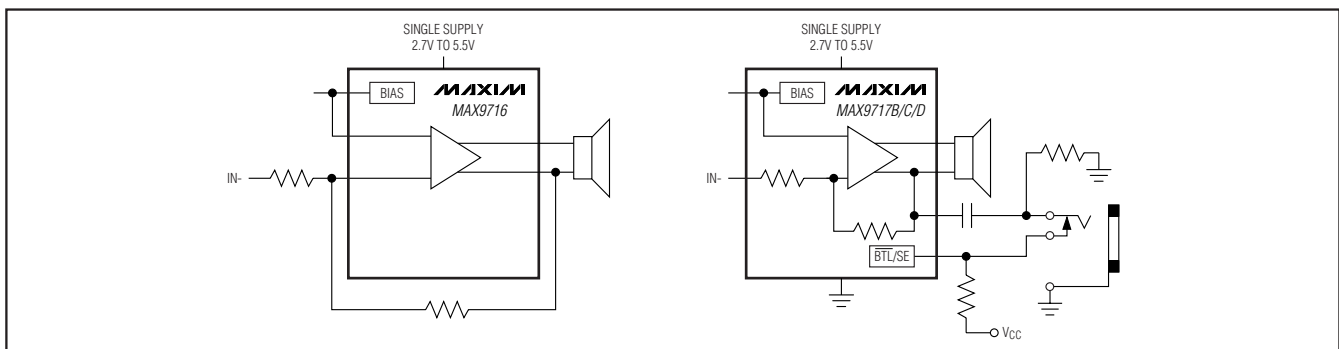 SINGLE SUPPLY
2.7V TO 5.5V
BIAS
MAXIM
MAX9716
IN-
SINGLE SUPPLY
2.7V TO 5.5V
BIAS
MAXIM
MAX9717B/C/D
IN-
BTL/SE
VCC